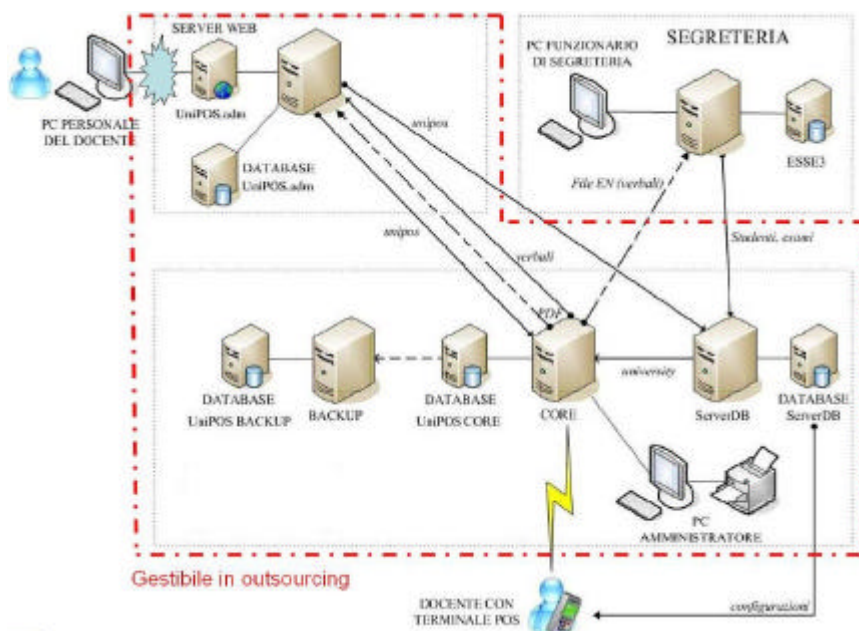 SERVER WEB
UniPOS.adm
PC PERSONALE
DEL DOCENTE
DATABASE
UniPOS.adm
SEGRETERIA
PC FUNZIONARIO
DI SEGRETERIA
ESSE3
unipos
File EN (verbali)
unipos
verbali
Studenti, esami
PDF
university
DATABASE
UniPOS BACKUP
BACKUP
DATABASE
UniPOS CORE
CORE
ServerDB
DATABASE
ServerDB
PC
AMMINISTRATORE
Gestibile in outsourcing
DOCENTE CON
TERMINALE POS
configurazioni